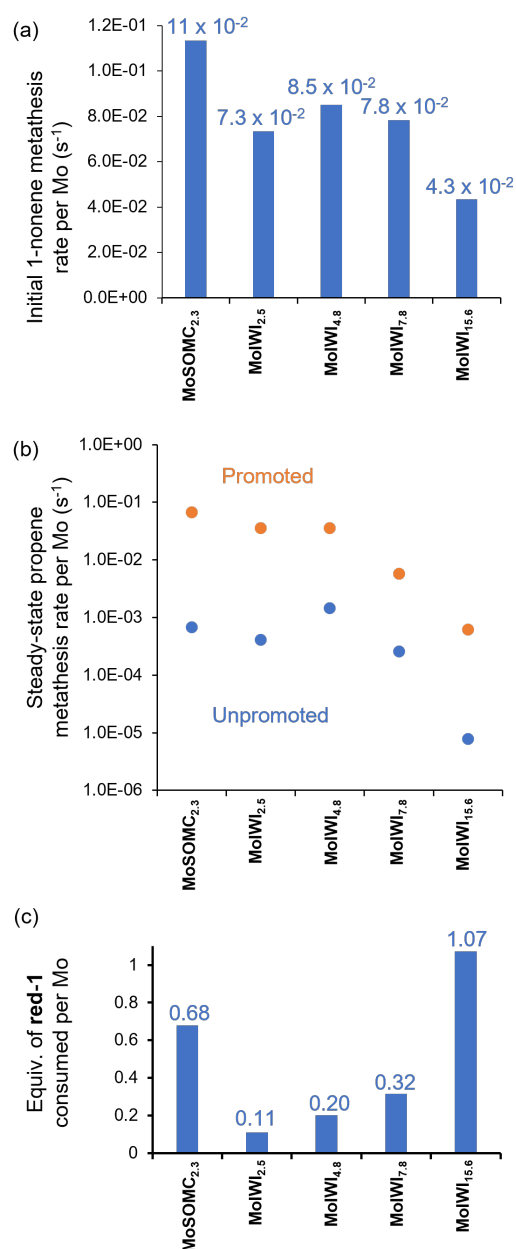 (a)
Initial 1-nonene metathesis
rate per Mo (s⁻¹)
1.2E-01
1.0E-01
8.0E-02
6.0E-02
4.0E-02
2.0E-02
0.0E+00
11 x 10⁻²
7.3 x 10⁻²
8.5 x 10⁻²
7.8 x 10⁻²
4.3 x 10⁻²
MoSOMC₂.₃
MoIWI₂.₅
MoIWI₄.₈
MoIWI₇.₈
MoIWI₁₅.₆
(b)
Steady-state propene
metathesis rate per Mo (s⁻¹)
1.0E+00
1.0E-01
1.0E-02
1.0E-03
1.0E-04
1.0E-05
1.0E-06
Promoted
Unpromoted
MoSOMC₂.₃
MoIWI₂.₅
MoIWI₄.₈
MoIWI₇.₈
MoIWI₁₅.₆
(c)
Equiv. of red-1
consumed per Mo
1
0.8
0.6
0.4
0.2
0
0.68
0.11
0.20
0.32
1.07
MoSOMC₂.₃
MoIWI₂.₅
MoIWI₄.₈
MoIWI₇.₈
MoIWI₁₅.₆